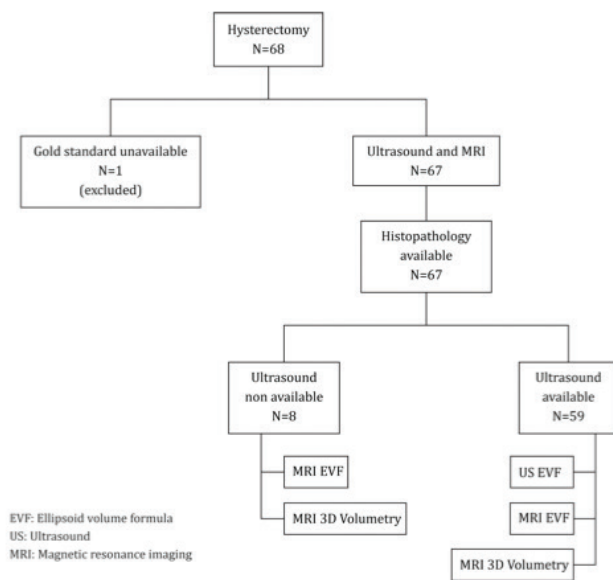 Hysterectomy
N=68
Gold standard unavailable
N=1
(excluded)
Ultrasound and MRI
N=67
Histopathology
available
N=67
Ultrasound
non available
N=8
Ultrasound
available
N=59
MRI EVF
MRI 3D Volumetry
US EVF
MRI EVF
MRI 3D Volumetry
EVF: Ellipsoid volume formula
US: Ultrasound
MRI: Magnetic resonance imaging